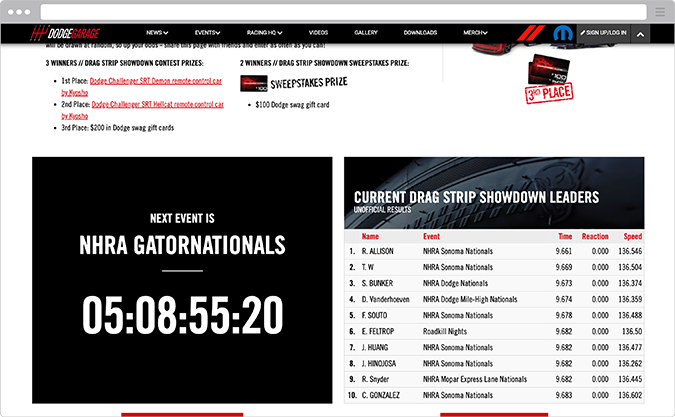 DODGEGARAGE
NEWS
EVENTS
RACING HQ
VIDEOS
GALLERY
DOWNLOADS
MERCH
SIGN UP/LOG IN
will be drawn at random, so up your odds - share this page with friends and enter as often as you can!
3 WINNERS // DRAG STRIP SHOWDOWN CONTEST PRIZES:
1st Place: Dodge Challenger SRT Demon remote control car
by Kyosho
2nd Place: Dodge Challenger SRT Hellcat remote control car
by Kyosho
3rd Place: $200 in Dodge swag gift cards
2 WINNERS // DRAG STRIP SHOWDOWN SWEEPSTAKES PRIZE:
SWEEPSTAKES PRIZE
$100 Dodge swag gift card
3RD PLACE
NEXT EVENT IS
NHRA GATORNATIONALS
05:08:55:20
CURRENT DRAG STRIP SHOWDOWN LEADERS
UNOFFICIAL RESULTS
Name Event Time Reaction Speed
1. R. ALLISON NHRA Sonoma Nationals 9.661 0.000 136.546
2. T. W NHRA Sonoma Nationals 9.669 0.000 136.504
3. S. BUNKER NHRA Dodge Nationals 9.673 0.000 136.374
4. D. Vanderhoeven NHRA Dodge Mile-High Nationals 9.674 0.000 136.359
5. F. SOUTO NHRA Sonoma Nationals 9.678 0.000 136.488
6. E. FELTROP Roadkill Nights 9.682 0.000 136.50
7. J. HUANG NHRA Sonoma Nationals 9.682 0.000 136.477
8. J. HINOJOSA NHRA Sonoma Nationals 9.682 0.000 136.262
9. R. Snyder NHRA Mopar Express Lane Nationals 9.682 0.000 136.445
10. C. GONZALEZ NHRA Sonoma Nationals 9.683 0.000 136.602